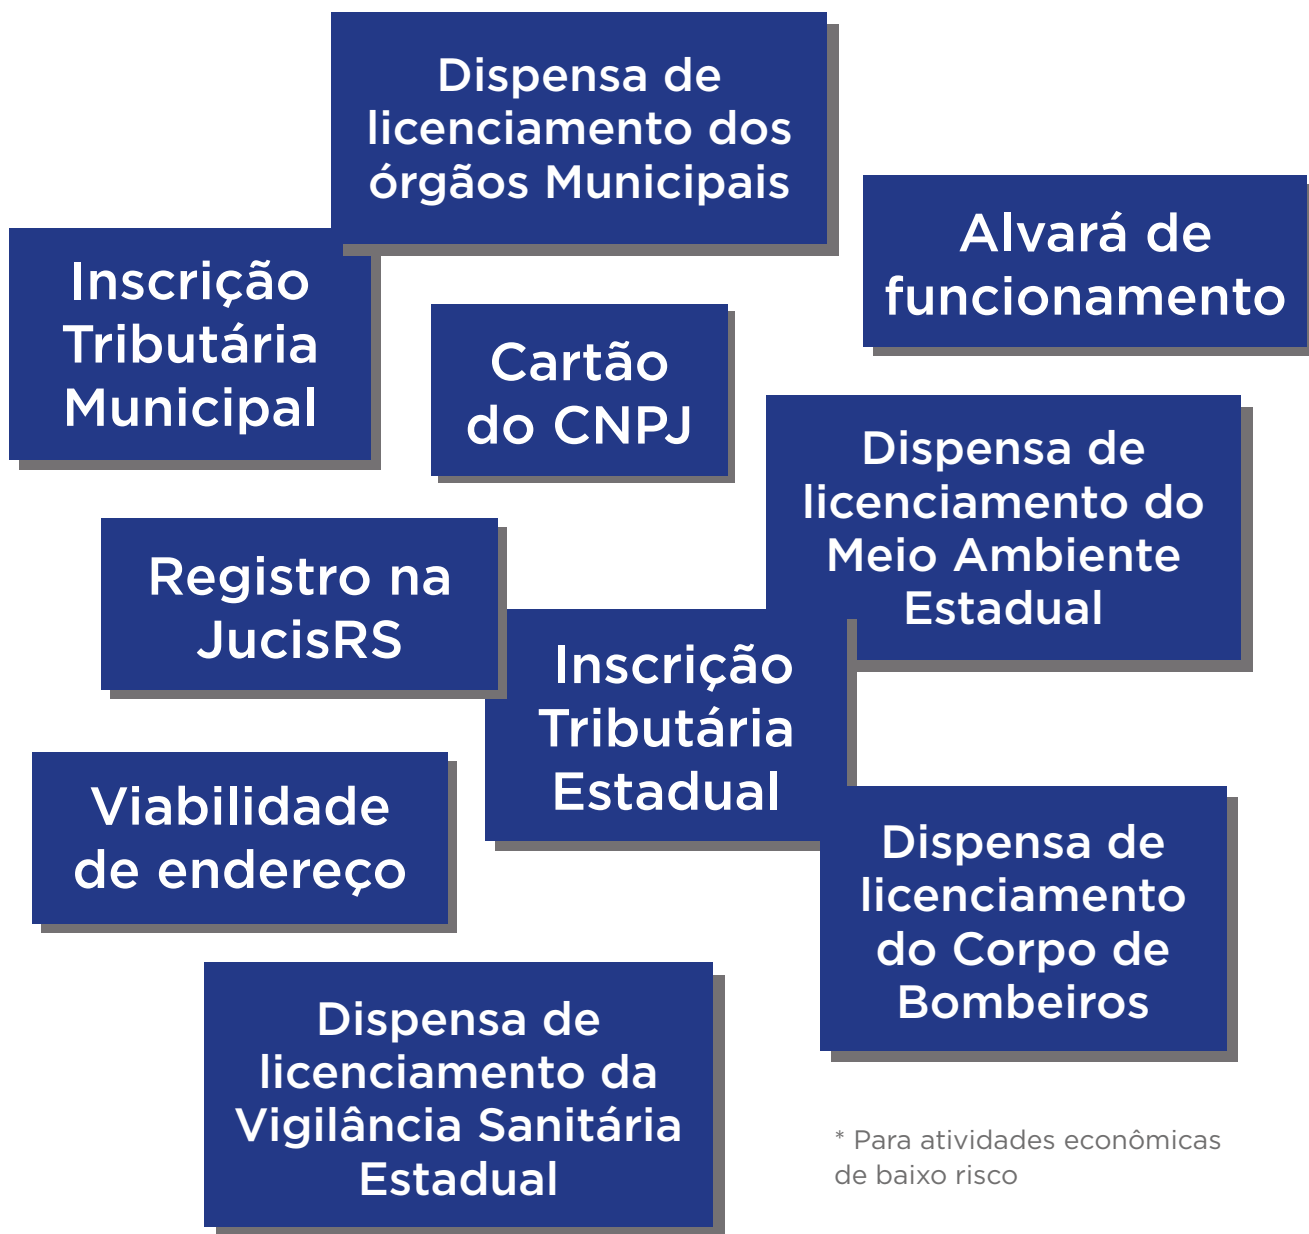 Dispensa de
licenciamento dos
órgãos Municipais
Alvará de
funcionamento
Inscrição
Tributária
Municipal
Cartão
do CNPJ
Dispensa de
licenciamento do
Meio Ambiente
Estadual
Registro na
JucisRS
Inscrição
Tributária
Estadual
Viabilidade
de endereço
Dispensa de
licenciamento
do Corpo de
Bombeiros
Dispensa de
licenciamento da
Vigilância Sanitária
Estadual
* Para atividades econômicas
de baixo risco